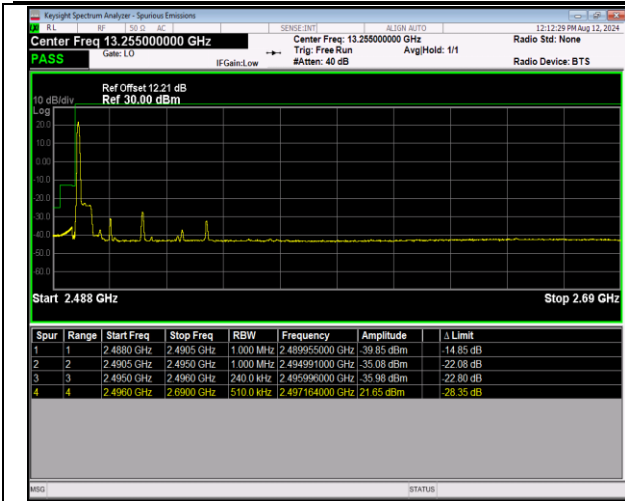 Keysight Spectrum Analyzer - Spurious Emissions
RL RF 50 Ω AC SENSE:INT ALIGN AUTO 12:12:29 PM Aug 12, 2024
Center Freq 13.255000000 GHz Center Freq: 13.255000000 GHz Radio Std: None
PASS Gate: LO Trig: Free Run Avg|Hold: 1/1
IFGain:Low #Atten: 40 dB Radio Device: BTS
Ref Offset 12.21 dB
10 dB/div Ref 30.00 dBm
Log
20.0
10.0
0.00
-10.0
-20.0
-30.0
-40.0
-50.0
-60.0
Start 2.488 GHz Stop 2.69 GHz
Spur Range Start Freq Stop Freq RBW Frequency Amplitude Δ Limit
1 1 2.4880 GHz 2.4905 GHz 1.000 MHz 2.489955000 GHz -39.85 dBm -14.85 dB
2 2 2.4905 GHz 2.4950 GHz 1.000 MHz 2.494991000 GHz -35.08 dBm -22.08 dB
3 3 2.4950 GHz 2.4960 GHz 240.0 kHz 2.495996000 GHz -35.98 dBm -22.80 dB
4 4 2.4960 GHz 2.6900 GHz 510.0 kHz 2.497164000 GHz 21.65 dBm -28.35 dB
MSG STATUS